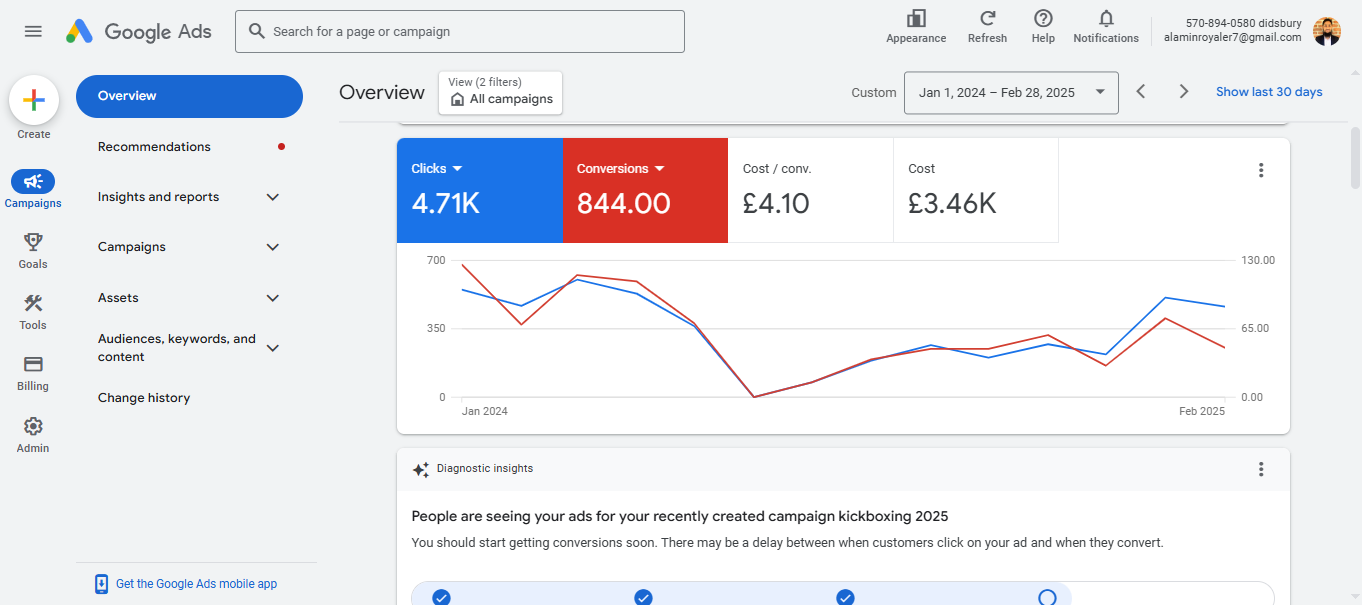 Google Ads
Search for a page or campaign
Appearance
Refresh
Help
Notifications
570-894-0580 didsbury
alaminroyaler7@gmail.com
Create
Campaigns
Goals
Tools
Billing
Admin
Overview
Recommendations
Insights and reports
Campaigns
Assets
Audiences, keywords, and
content
Change history
Get the Google Ads mobile app
Overview
View (2 filters)
All campaigns
Custom
Jan 1, 2024 – Feb 28, 2025
Show last 30 days
Clicks
4.71K
Conversions
844.00
Cost / conv.
£4.10
Cost
£3.46K
700
350
0
130.00
65.00
0.00
Jan 2024
Feb 2025
Diagnostic insights
People are seeing your ads for your recently created campaign kickboxing 2025
You should start getting conversions soon. There may be a delay between when customers click on your ad and when they convert.